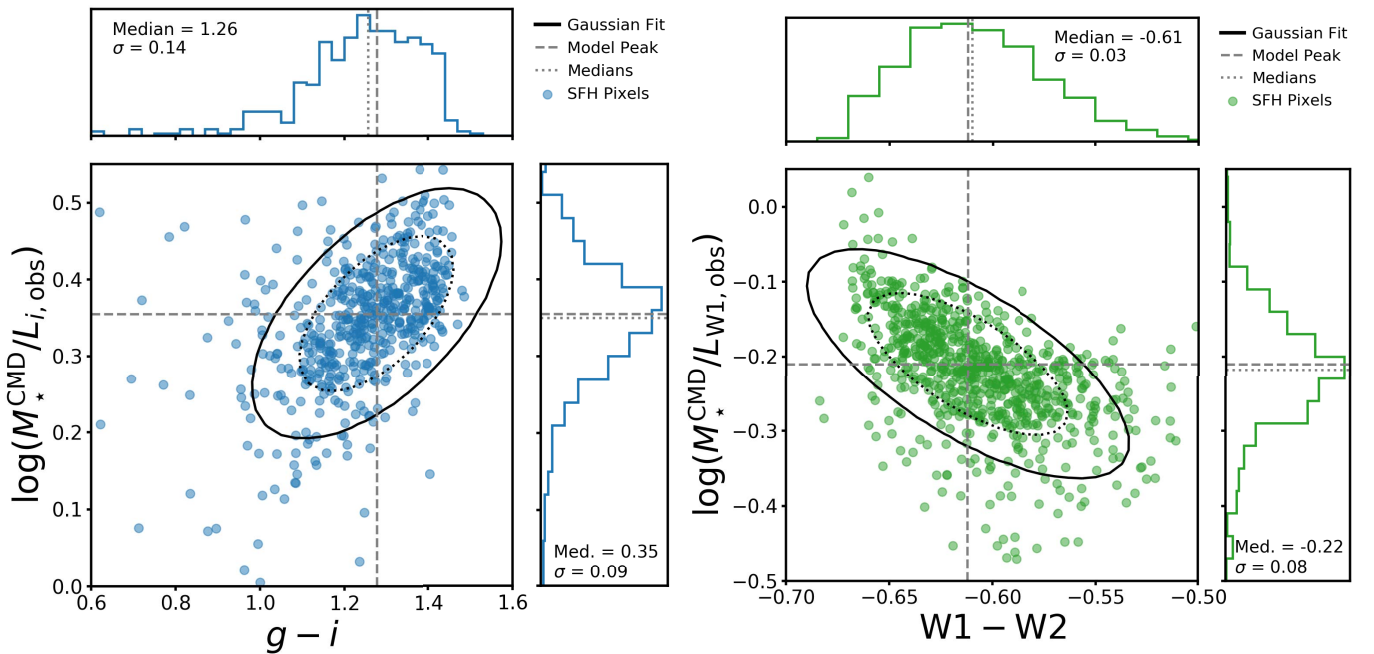 Median = 1.26
σ = 0.14
Gaussian Fit
Model Peak
Medians
SFH Pixels
log(M⋆^CMD/L_i, obs)
0.5
0.4
0.3
0.2
0.1
0.0
Med. = 0.35
σ = 0.09
0.6 0.8 1.0 1.2 1.4 1.6
g − i
Median = -0.61
σ = 0.03
Gaussian Fit
Model Peak
Medians
SFH Pixels
log(M⋆^CMD/L_W1, obs)
0.0
−0.1
−0.2
−0.3
−0.4
−0.5
Med. = -0.22
σ = 0.08
−0.70 −0.65 −0.60 −0.55 −0.50
W1 − W2